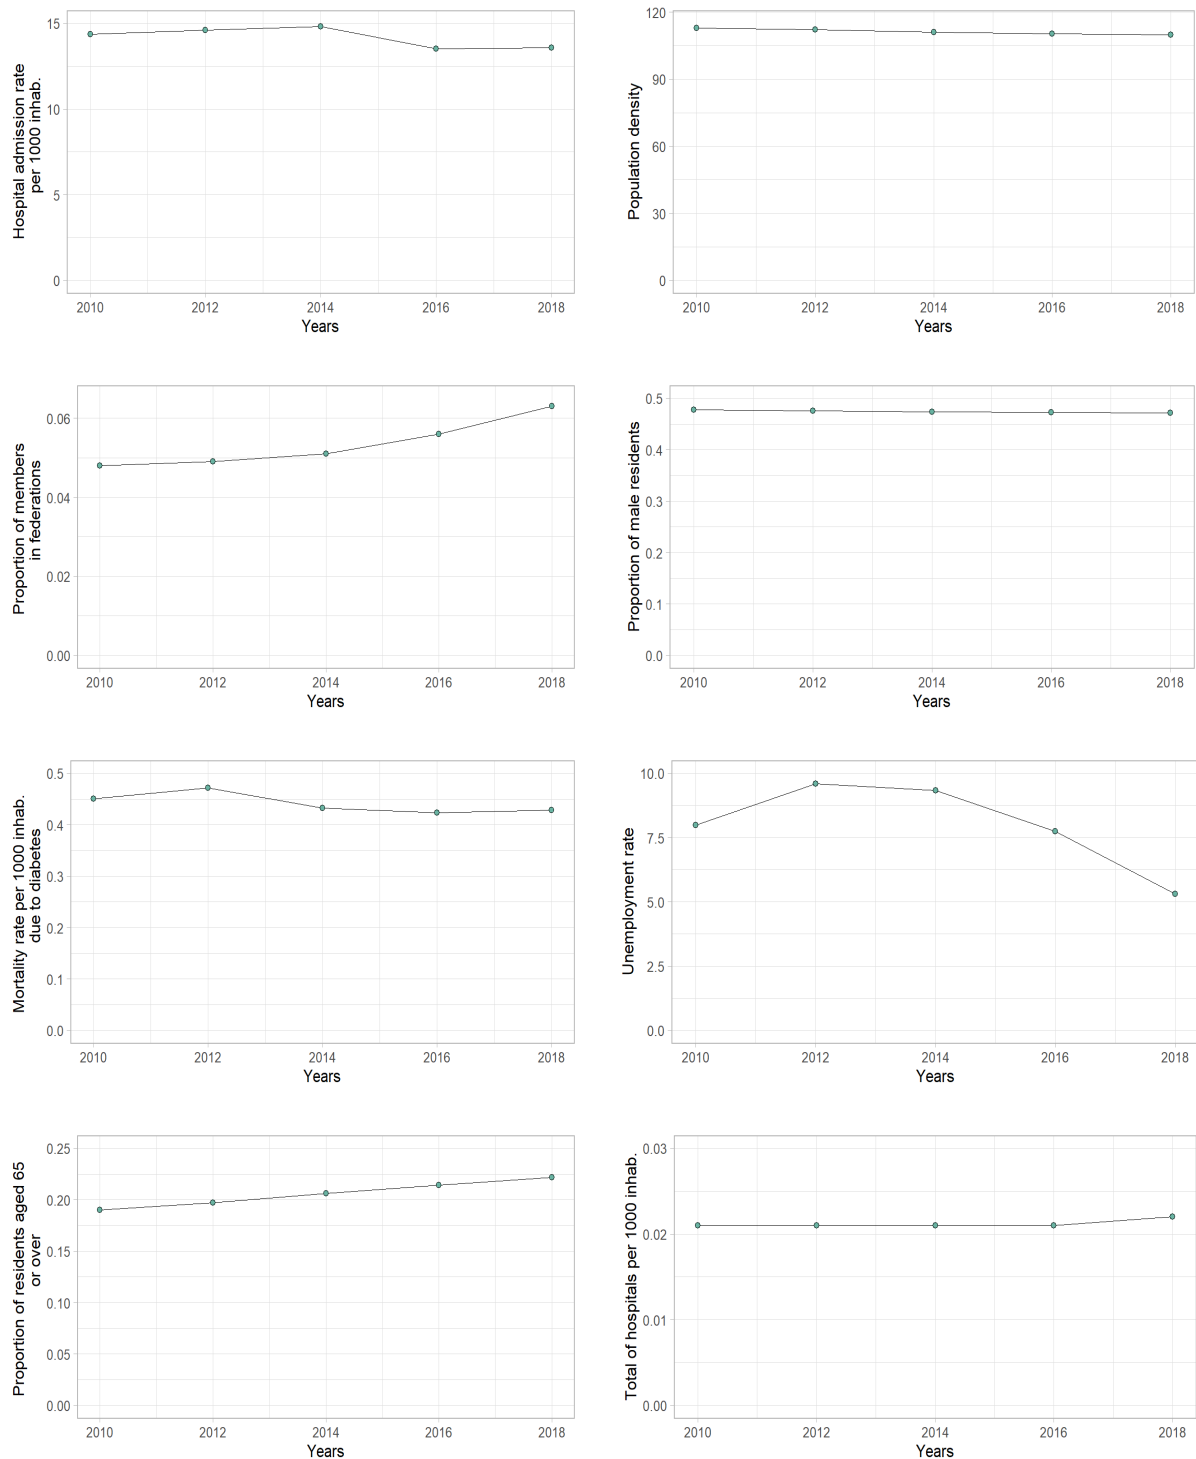 Hospital admission rate
per 1000 inhab.
15
10
5
0
2010 2012 2014 2016 2018
Years
Population density
120
90
60
30
0
2010 2012 2014 2016 2018
Years
Proportion of members
in federations
0.06
0.04
0.02
0.00
2010 2012 2014 2016 2018
Years
Proportion of male residents
0.5
0.4
0.3
0.2
0.1
0.0
2010 2012 2014 2016 2018
Years
Mortality rate per 1000 inhab.
due to diabetes
0.5
0.4
0.3
0.2
0.1
0.0
2010 2012 2014 2016 2018
Years
Unemployment rate
10.0
7.5
5.0
2.5
0.0
2010 2012 2014 2016 2018
Years
Proportion of residents aged 65
or over
0.25
0.20
0.15
0.10
0.05
0.00
2010 2012 2014 2016 2018
Years
Total of hospitals per 1000 inhab.
0.03
0.02
0.01
0.00
2010 2012 2014 2016 2018
Years